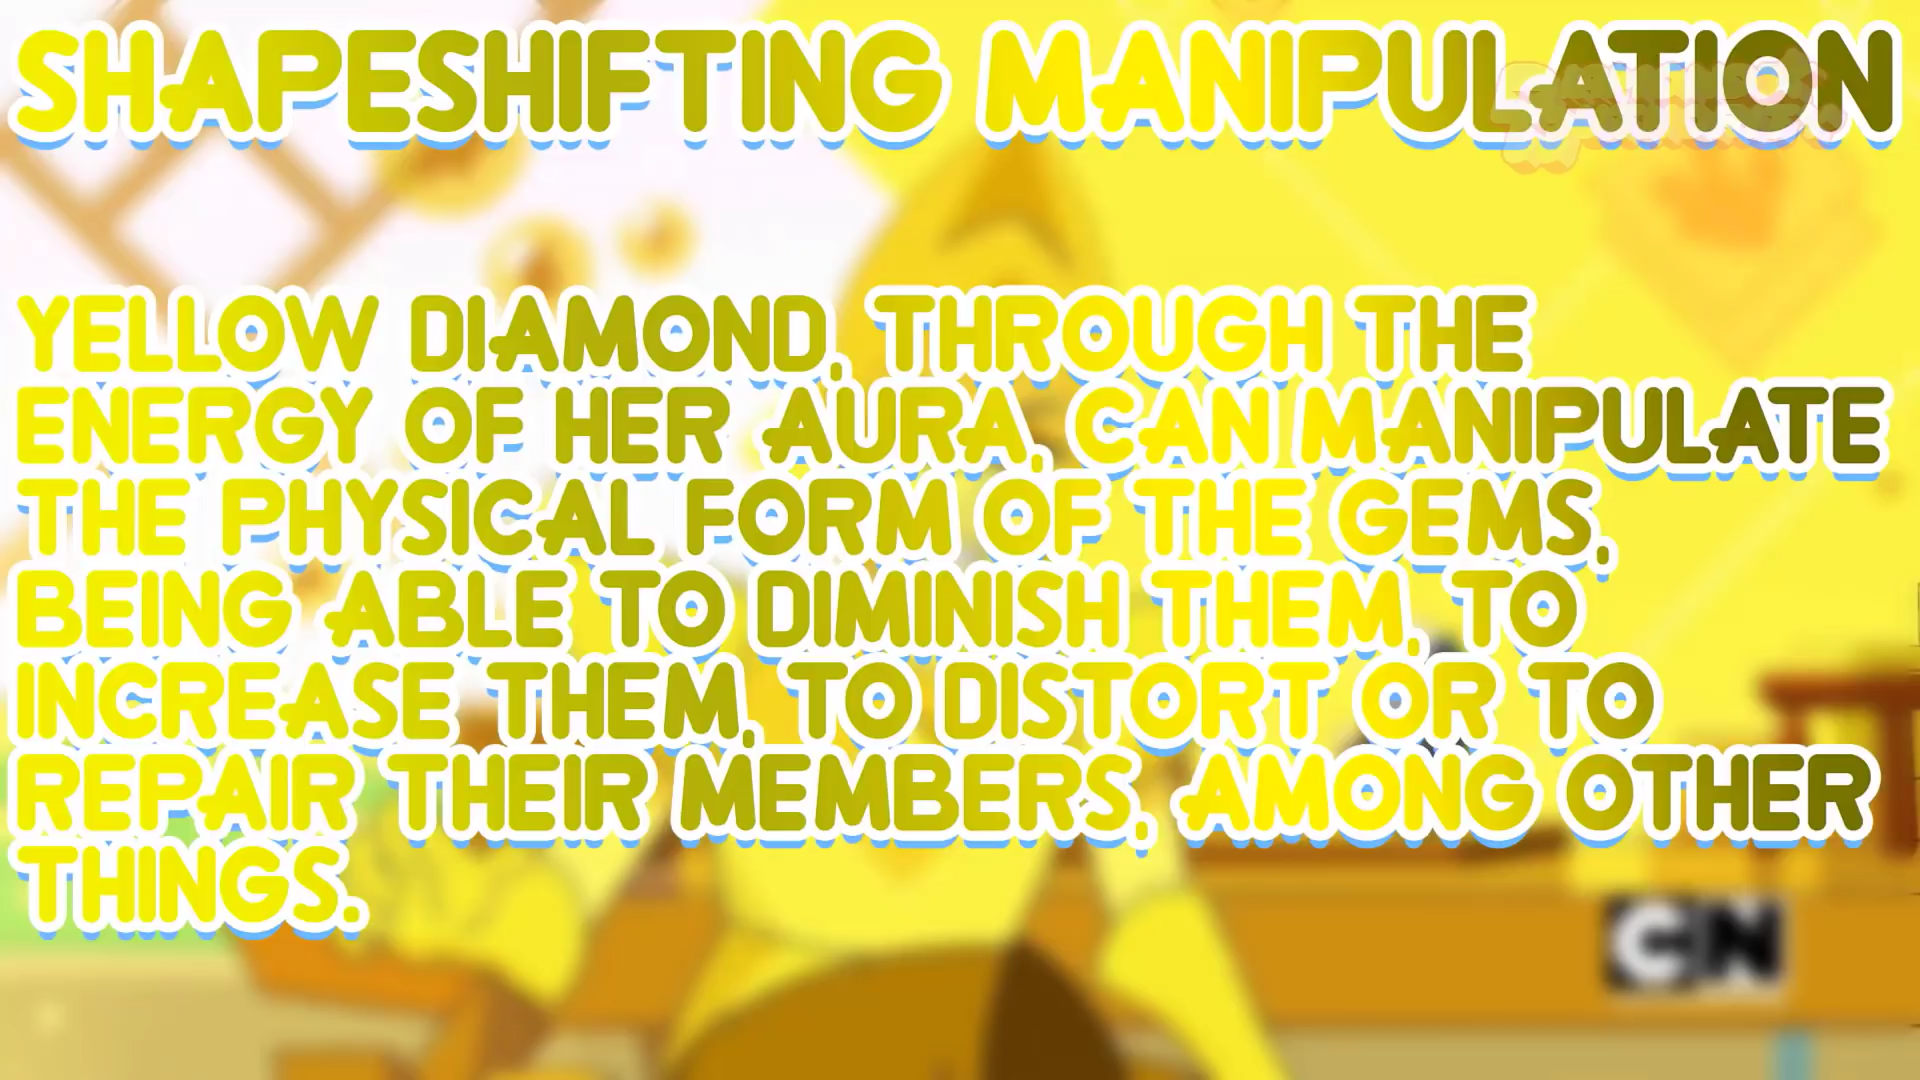 SHAPESHIFTING MANIPULATION
YELLOW DIAMOND, THROUGH THE
ENERGY OF HER AURA, CAN MANIPULATE
THE PHYSICAL FORM OF THE GEMS,
BEING ABLE TO DIMINISH THEM, TO
INCREASE THEM, TO DISTORT OR TO
REPAIR THEIR MEMBERS, AMONG OTHER
THINGS.
CN